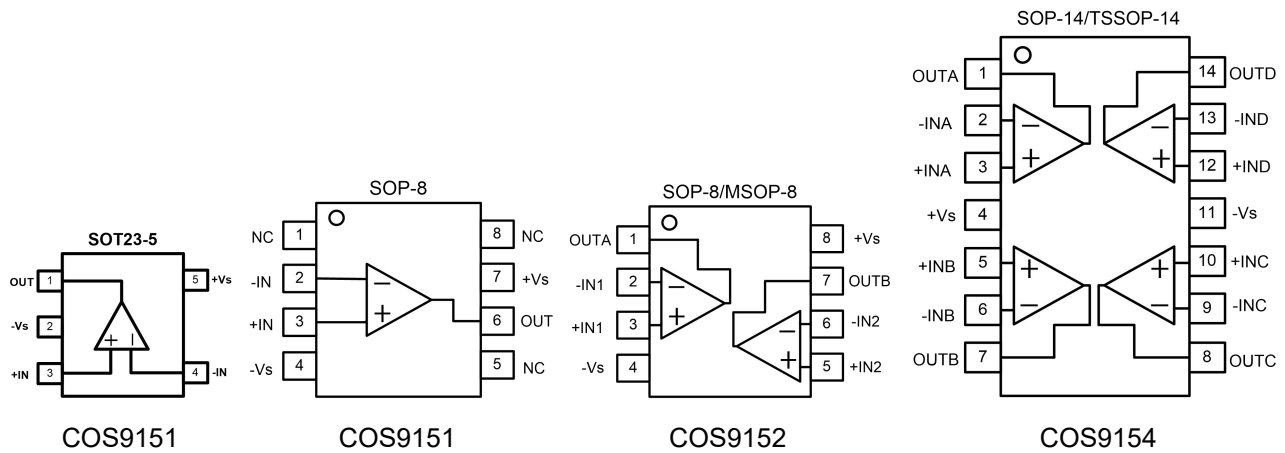 SOT23-5
OUT 1 5 +Vs
-Vs 2
+IN 3 4 -IN
+ −
COS9151
SOP-8
NC 1 8 NC
-IN 2 7 +Vs
+IN 3 6 OUT
-Vs 4 5 NC
−
+
COS9151
SOP-8/MSOP-8
OUTA 1 8 +Vs
-IN1 2 7 OUTB
+IN1 3 6 -IN2
-Vs 4 5 +IN2
− −
+ +
COS9152
SOP-14/TSSOP-14
OUTA 1 14 OUTD
-INA 2 − − 13 -IND
+INA 3 + + 12 +IND
+Vs 4 11 -Vs
+INB 5 + + 10 +INC
-INB 6 − − 9 -INC
OUTB 7 8 OUTC
COS9154